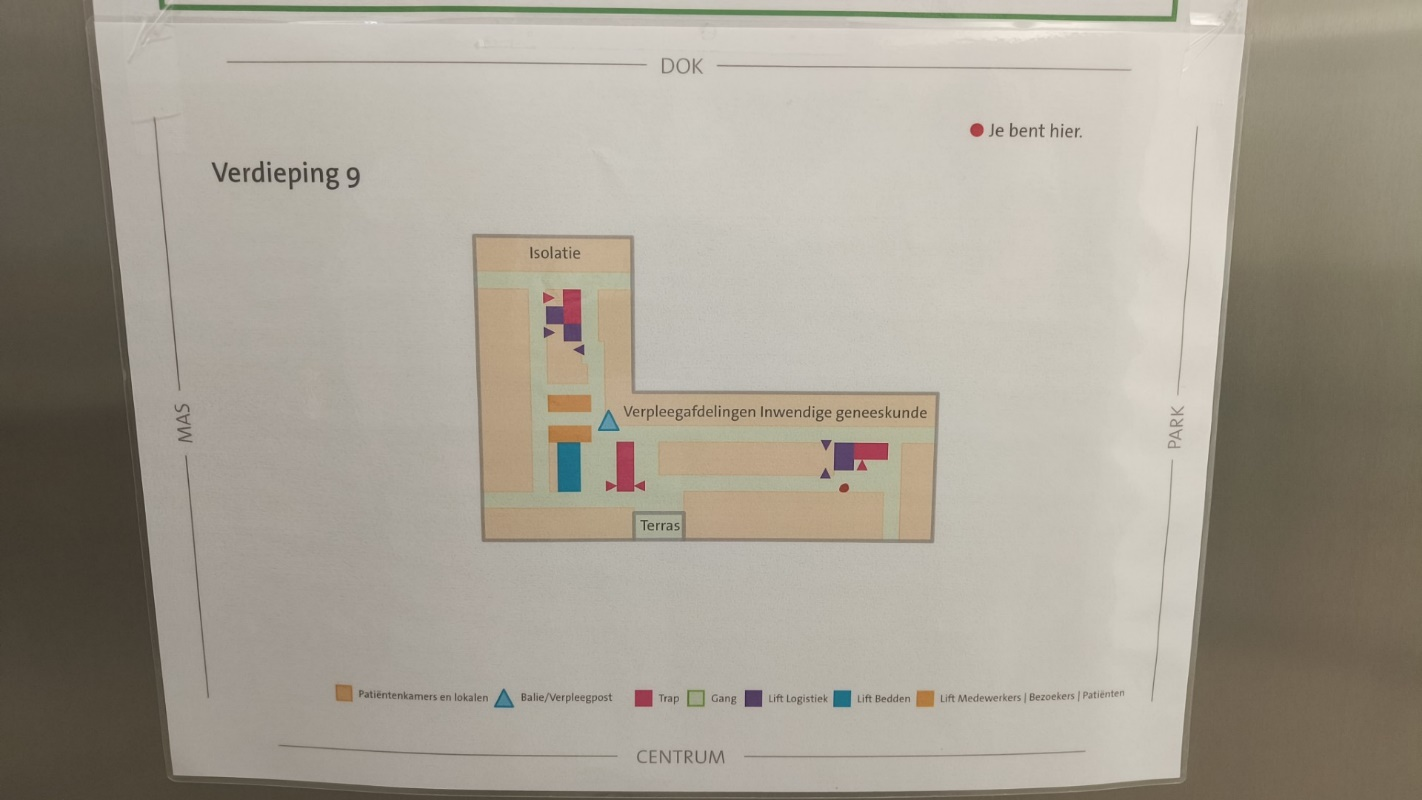 DOK
Je bent hier.
Verdieping 9
Isolatie
MAS
Verpleegafdelingen Inwendige geneeskunde
PARK
Terras
Patiëntenkamers en lokalen
Balie/Verpleegpost
Trap
Gang
Lift Logistiek
Lift Bedden
Lift Medewerkers | Bezoekers | Patiënten
CENTRUM